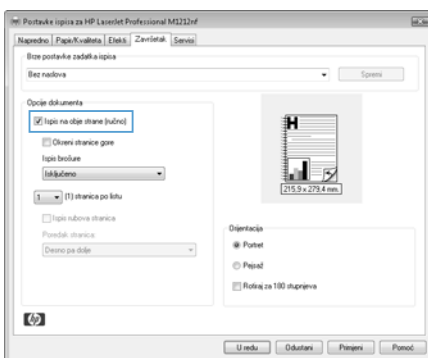 Postavke ispisa za HP LaserJet Professional M1212nf
Napredno Papir/Kvaliteta Efekti Završetak Servisi
Brze postavke zadatka ispisa
Bez naslova
Spremi
Opcije dokumenta
Ispis na obje strane (ručno)
Okreni stranice gore
Ispis brošure
Isključeno
1 (1) stranica po listu
Ispis rubova stranica
Poredak stranica:
Desno pa dolje
H
215,9 x 279,4 mm.
Orijentacija
Portret
Pejsaž
Rotiraj za 180 stupnjeva
hp
U redu Odustani Primjeni Pomoć